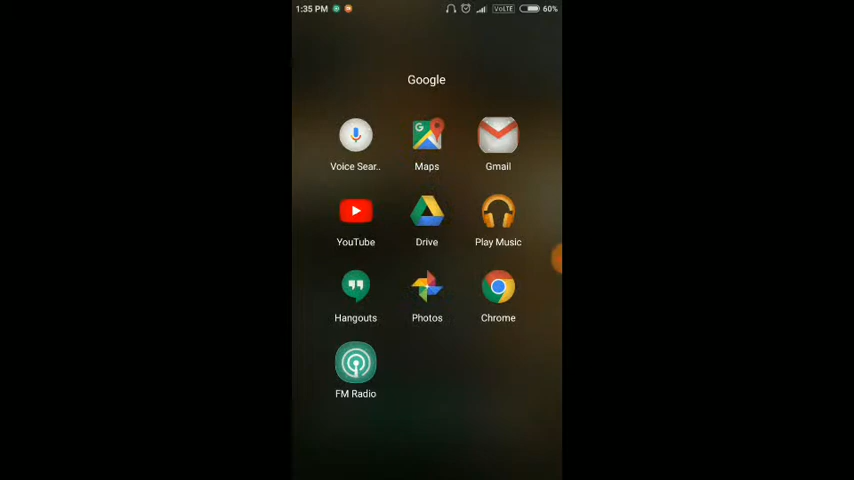 1:35 PM
VoLTE
60%
Google
Voice Sear..
Maps
Gmail
YouTube
Drive
Play Music
Hangouts
Photos
Chrome
FM Radio